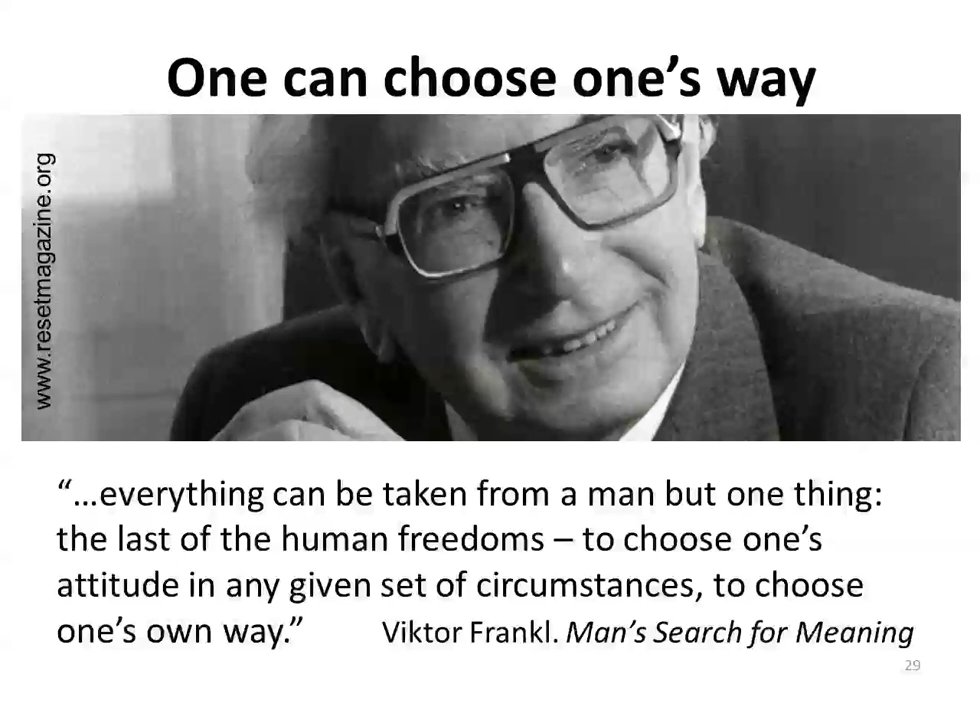 One can choose one’s way
www.resetmagazine.org
“…everything can be taken from a man but one thing:
the last of the human freedoms – to choose one’s
attitude in any given set of circumstances, to choose
one’s own way.” Viktor Frankl. Man’s Search for Meaning
29